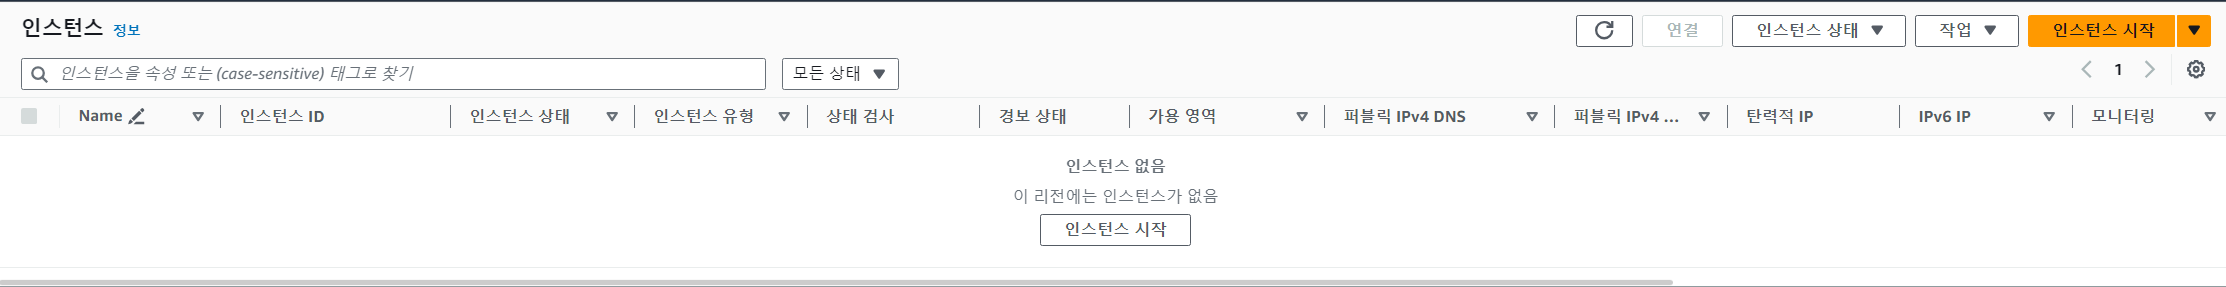 인스턴스 정보
연결 인스턴스 상태 작업 인스턴스 시작
인스턴스을 속성 또는 (case-sensitive) 태그로 찾기 모든 상태 1
Name 인스턴스 ID 인스턴스 상태 인스턴스 유형 상태 검사 경보 상태 가용 영역 퍼블릭 IPv4 DNS 퍼블릭 IPv4 ... 탄력적 IP IPv6 IP 모니터링
인스턴스 없음
이 리전에는 인스턴스가 없음
인스턴스 시작